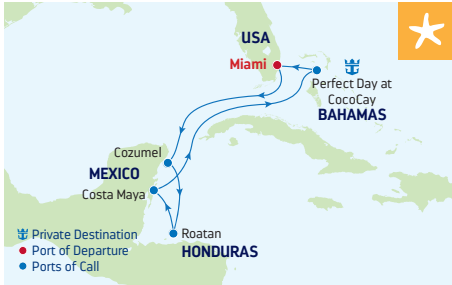 USA
Miami
Perfect Day at
CocoCay
BAHAMAS
Cozumel
MEXICO
Costa Maya
Roatan
HONDURAS
Private Destination
Port of Departure
Ports of Call